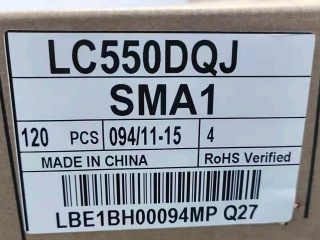 LC550DQJ
SMA1
120 PCS 094/11-15 4
MADE IN CHINA RoHS Verified
LBE1BH00094MP Q27